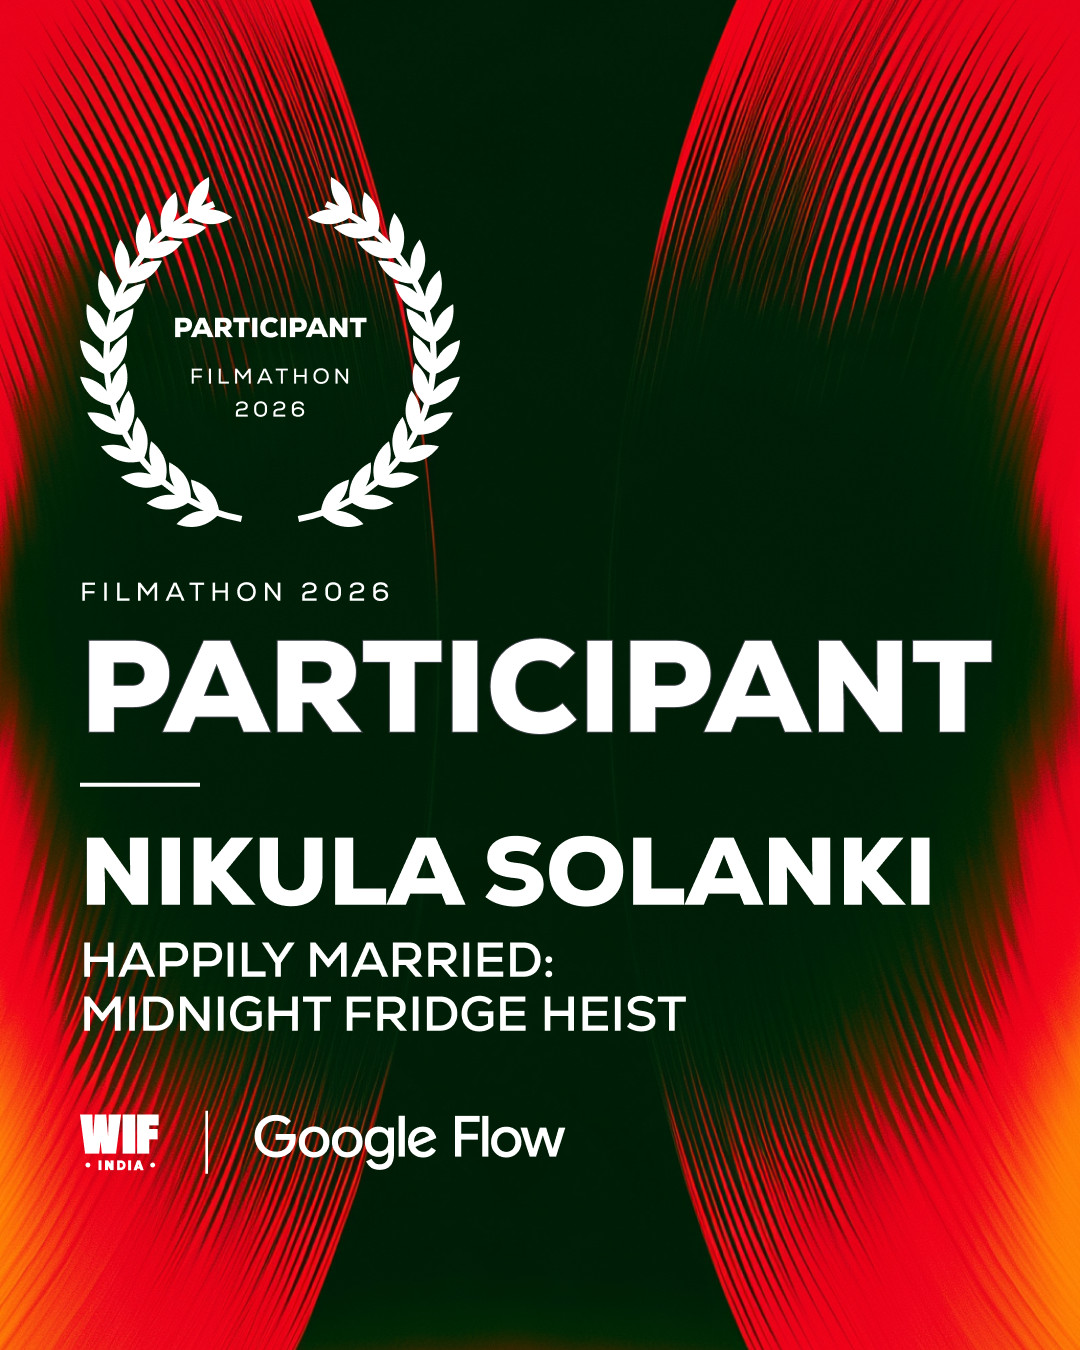 PARTICIPANT
FILMATHON
2026
FILMATHON 2026
PARTICIPANT
NIKULA SOLANKI
HAPPILY MARRIED:
MIDNIGHT FRIDGE HEIST
WIF
• INDIA •
Google Flow